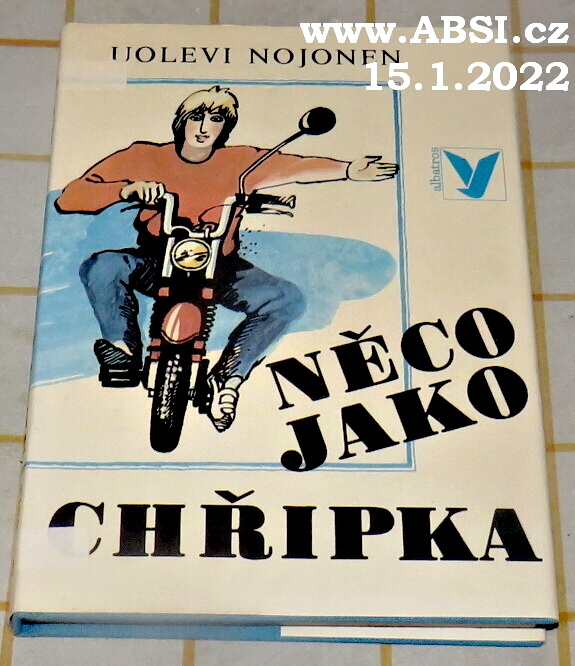 www.ABSI.cz
15.1.2022
UOLEVI NOJONEN
albatros
NĚCO
JAKO
CHŘIPKA